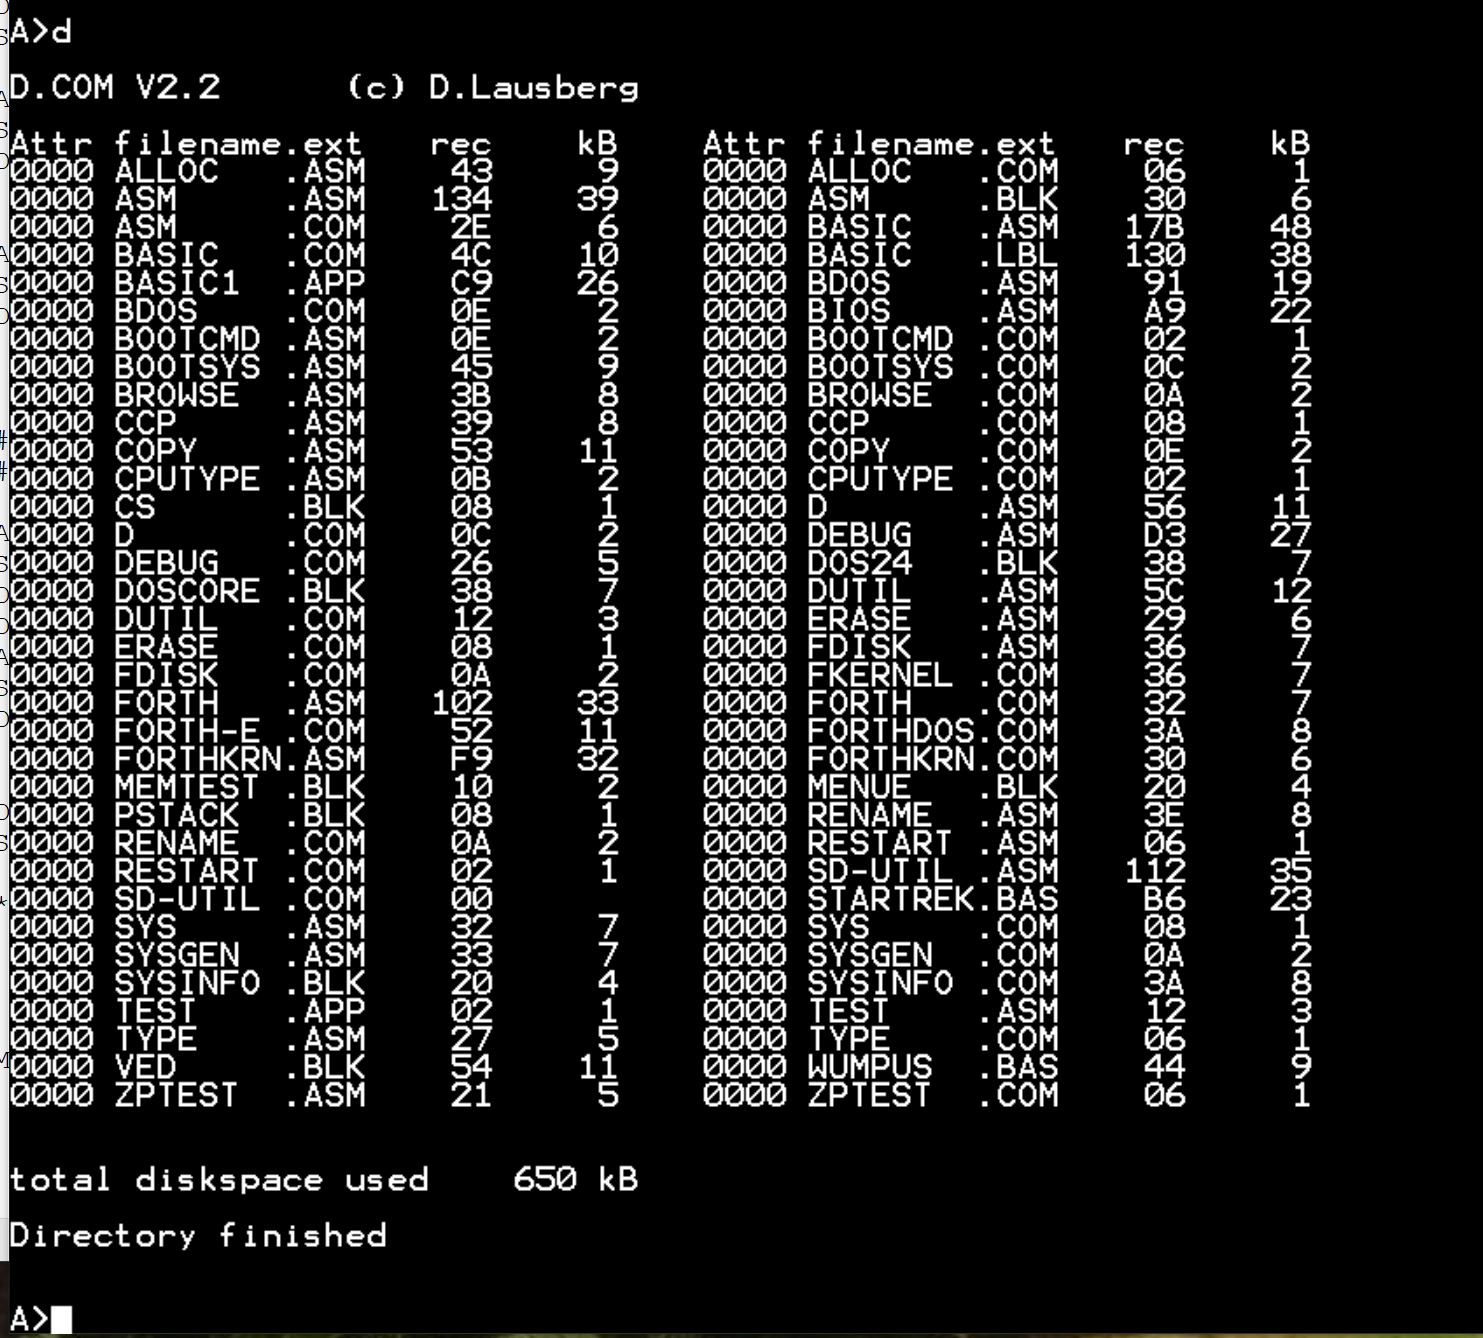 A>d
D.COM V2.2      (c) D.Lausberg
Attr filename.ext   rec    kB    Attr filename.ext   rec    kB
0000 ALLOC   .ASM    43     9    0000 ALLOC   .COM    06     1
0000 ASM     .ASM   134    39    0000 ASM     .BLK    30     6
0000 ASM     .COM    2E     6    0000 BASIC   .ASM   17B    48
0000 BASIC   .COM    4C    10    0000 BASIC   .LBL   130    38
0000 BASIC1  .APP    C9    26    0000 BDOS    .ASM    91    19
0000 BDOS    .COM    0E     2    0000 BIOS    .ASM    A9    22
0000 BOOTCMD .ASM    0E     2    0000 BOOTCMD .COM    02     1
0000 BOOTSYS .ASM    45     9    0000 BOOTSYS .COM    0C     2
0000 BROWSE  .ASM    3B     8    0000 BROWSE  .COM    0A     2
0000 CCP     .ASM    39     8    0000 CCP     .COM    08     1
0000 COPY    .ASM    53    11    0000 COPY    .COM    0E     2
0000 CPUTYPE .ASM    0B     2    0000 CPUTYPE .COM    02     1
0000 CS      .BLK    08     1    0000 D       .ASM    56    11
0000 D       .COM    0C     2    0000 DEBUG   .ASM    D3    27
0000 DEBUG   .COM    26     5    0000 DOS24   .BLK    38     7
0000 DOSCORE .BLK    38     7    0000 DUTIL   .ASM    5C    12
0000 DUTIL   .COM    12     3    0000 ERASE   .ASM    29     6
0000 ERASE   .COM    08     1    0000 FDISK   .ASM    36     7
0000 FDISK   .COM    0A     2    0000 FKERNEL .COM    36     7
0000 FORTH   .ASM   102    33    0000 FORTH   .COM    32     7
0000 FORTH-E .COM    52    11    0000 FORTHDOS.COM    3A     8
0000 FORTHKRN.ASM    F9    32    0000 FORTHKRN.COM    30     6
0000 MEMTEST .BLK    10     2    0000 MENUE   .BLK    20     4
0000 PSTACK  .BLK    08     1    0000 RENAME  .ASM    3E     8
0000 RENAME  .COM    0A     2    0000 RESTART .ASM    06     1
0000 RESTART .COM    02     1    0000 SD-UTIL .ASM   112    35
0000 SD-UTIL .COM    00          0000 STARTREK.BAS    B6    23
0000 SYS     .ASM    32     7    0000 SYS     .COM    08     1
0000 SYSGEN  .ASM    33     7    0000 SYSGEN  .COM    0A     2
0000 SYSINFO .BLK    20     4    0000 SYSINFO .COM    3A     8
0000 TEST    .APP    02     1    0000 TEST    .ASM    12     3
0000 TYPE    .ASM    27     5    0000 TYPE    .COM    06     1
0000 VED     .BLK    54    11    0000 WUMPUS  .BAS    44     9
0000 ZPTEST  .ASM    21     5    0000 ZPTEST  .COM    06     1
total diskspace used    650 kB
Directory finished
A>